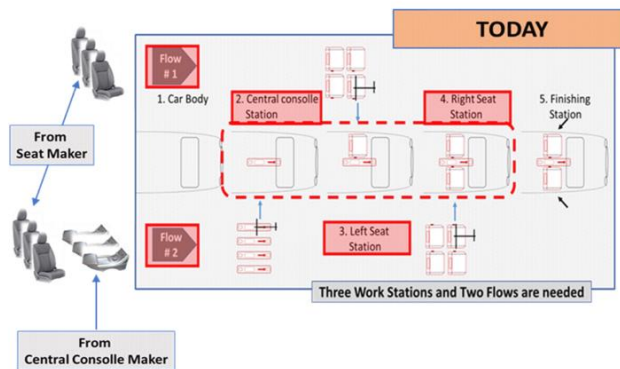 TODAY
Flow
# 1
1. Car Body
2. Central consolle
Station
4. Right Seat
Station
5. Finishing
Station
From
Seat Maker
Flow
# 2
3. Left Seat
Station
Three Work Stations and Two Flows are needed
From
Central Consolle Maker